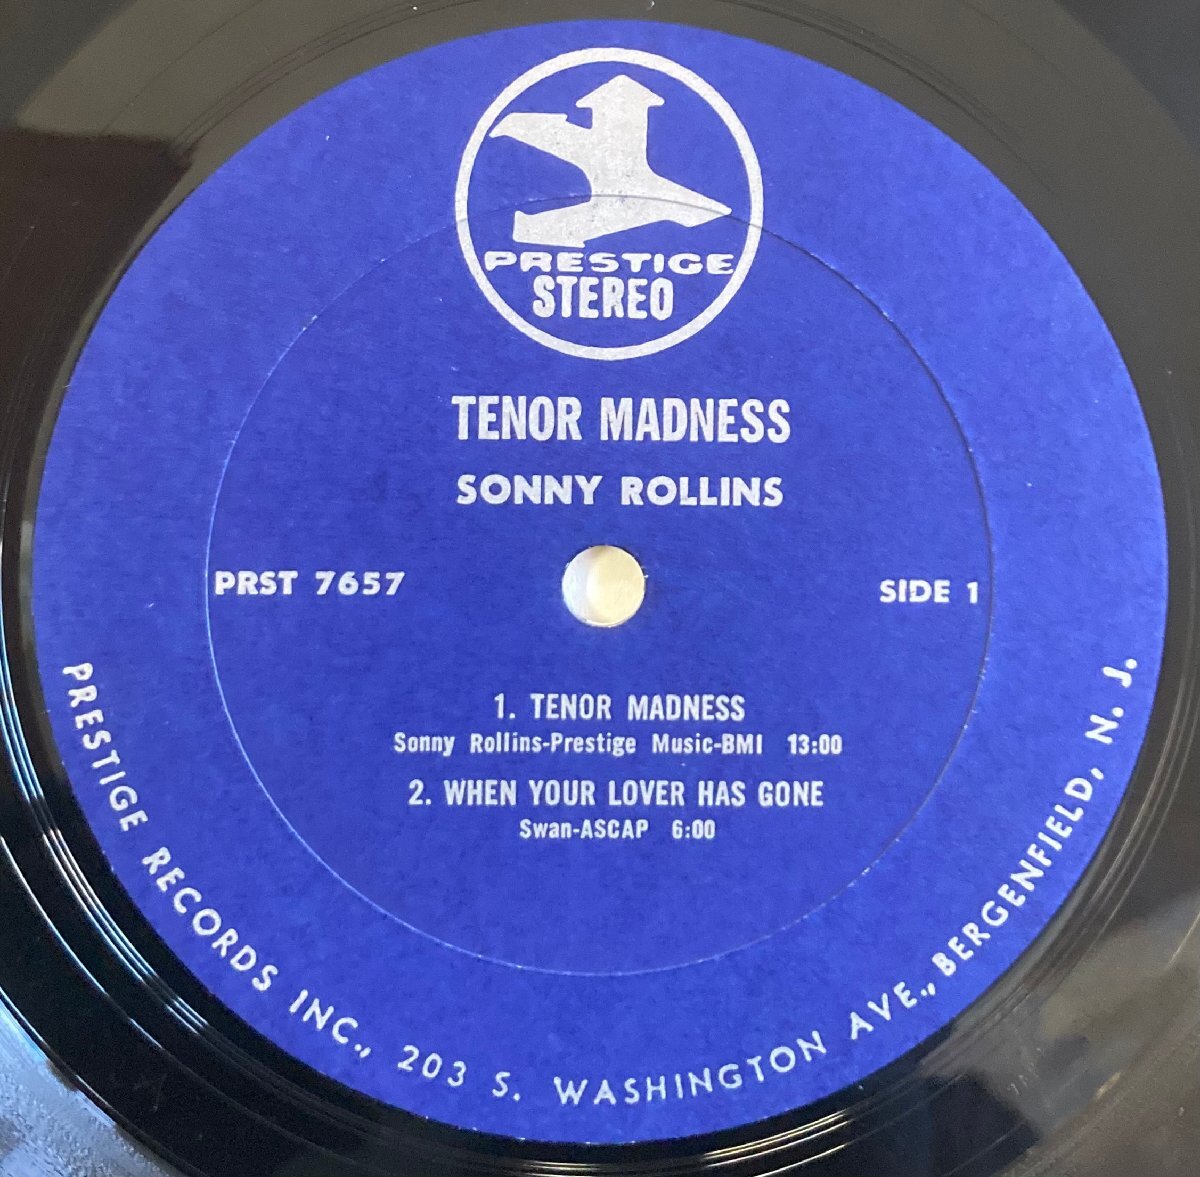 PRESTIGE
STEREO
TENOR MADNESS
SONNY ROLLINS
PRST 7657
SIDE 1
1. TENOR MADNESS
Sonny Rollins-Prestige Music-BMI 13:00
2. WHEN YOUR LOVER HAS GONE
Swan-ASCAP 6:00
PRESTIGE RECORDS INC., 203 S. WASHINGTON AVE., BERGENFIELD, N. J.